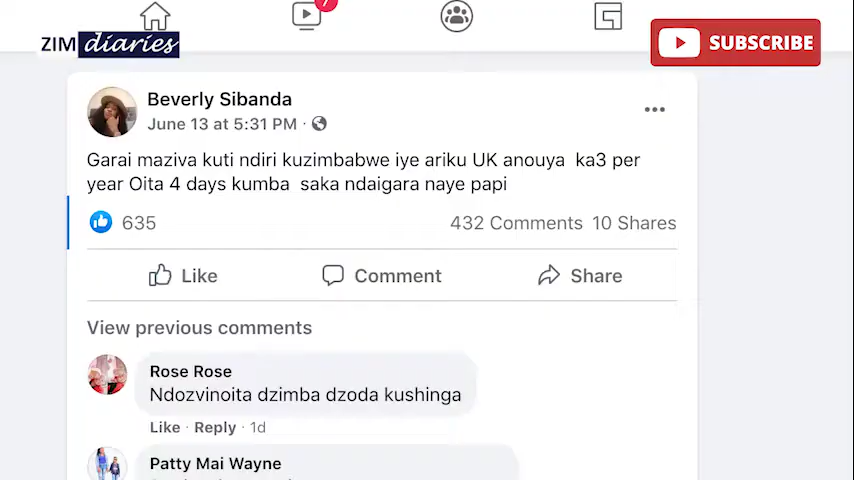 7
ZIM diaries
SUBSCRIBE
Beverly Sibanda
June 13 at 5:31 PM ·
Garai maziva kuti ndiri kuzimbabwe iye ariku UK anouya ka3 per
year Oita 4 days kumba saka ndaigara naye papi
635 432 Comments 10 Shares
Like Comment Share
View previous comments
Rose Rose
Ndozvinoita dzimba dzoda kushinga
Like · Reply · 1d
Patty Mai Wayne